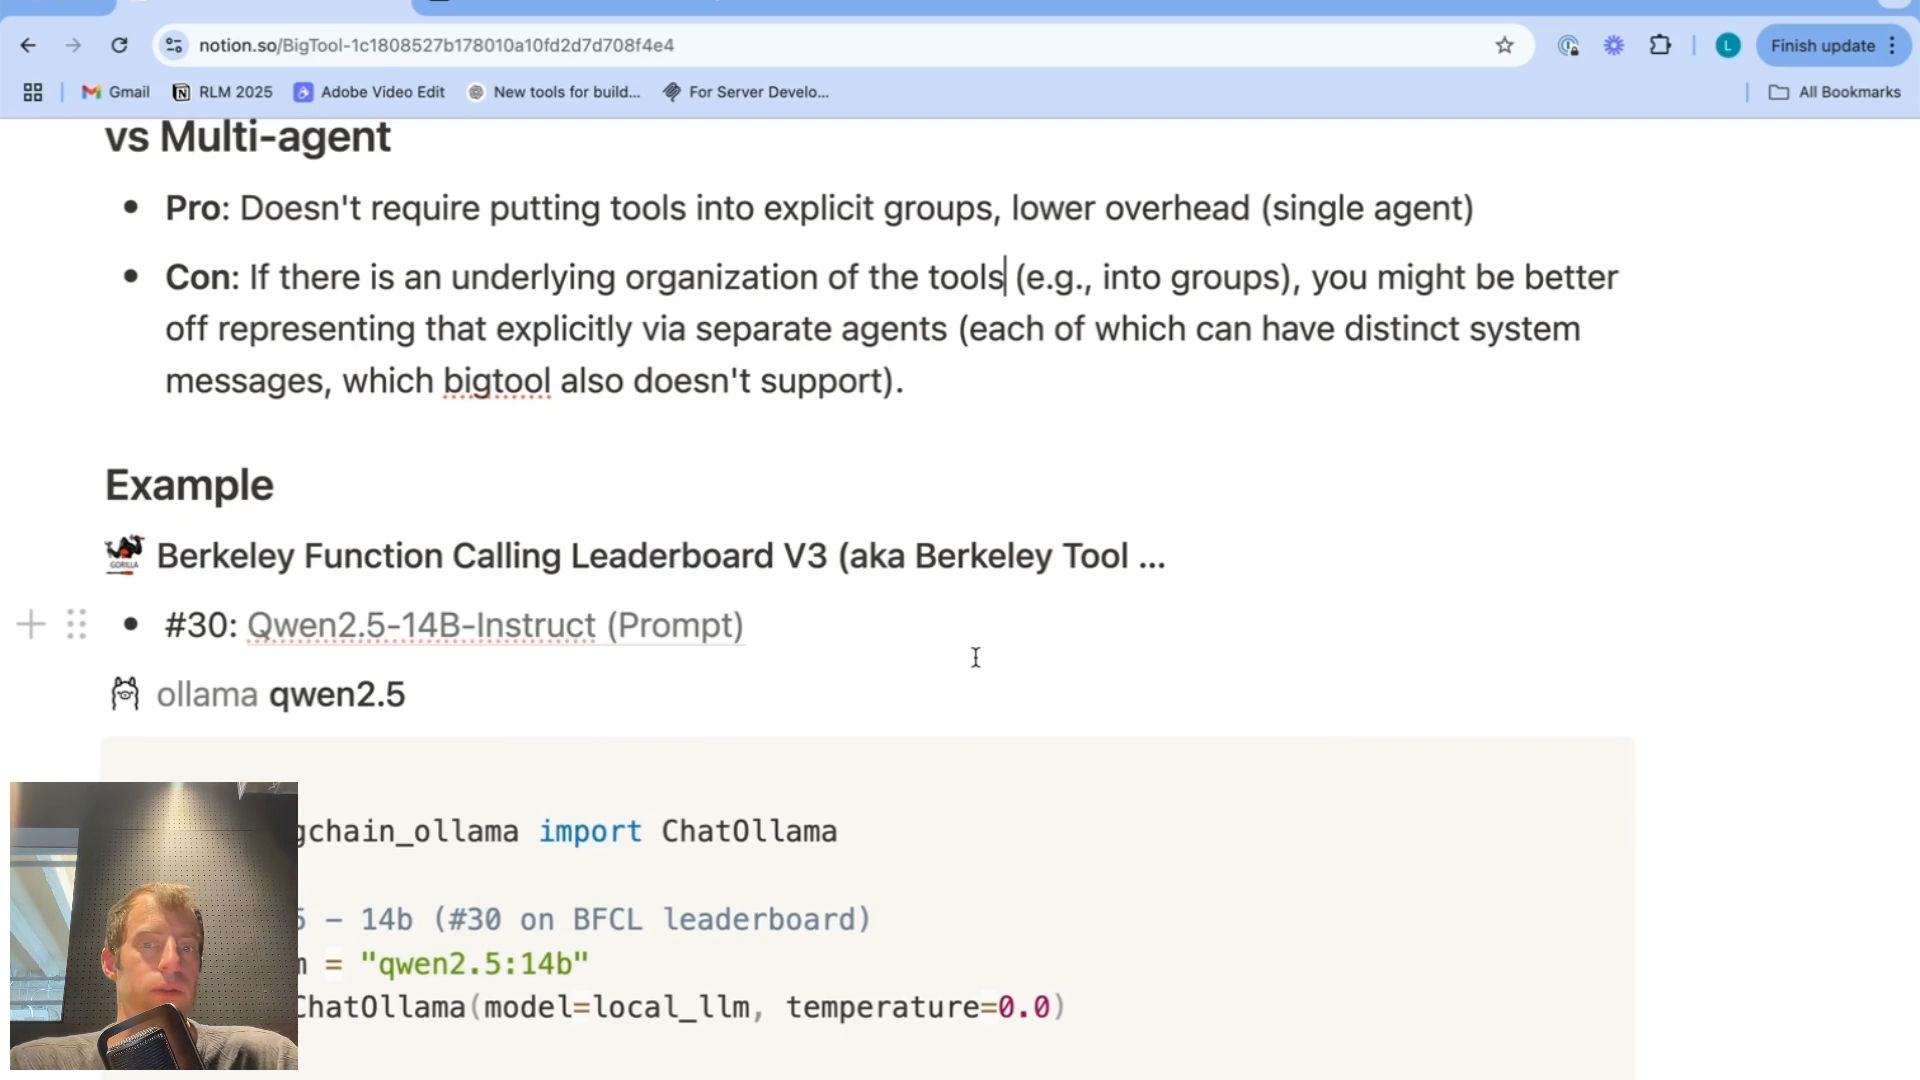 notion.so/BigTool-1c1808527b178010a10fd2d7d708f4e4
L
Finish update
Gmail
RLM 2025
Adobe Video Edit
New tools for build...
For Server Develo...
All Bookmarks
vs Multi-agent
• Pro: Doesn't require putting tools into explicit groups, lower overhead (single agent)
• Con: If there is an underlying organization of the tools (e.g., into groups), you might be better
off representing that explicitly via separate agents (each of which can have distinct system
messages, which bigtool also doesn't support).
Example
GORILLA
Berkeley Function Calling Leaderboard V3 (aka Berkeley Tool ...
• #30: Qwen2.5-14B-Instruct (Prompt)
ollama qwen2.5
gchain_ollama import ChatOllama
– 14b (#30 on BFCL leaderboard)
= "qwen2.5:14b"
ChatOllama(model=local_llm, temperature=0.0)